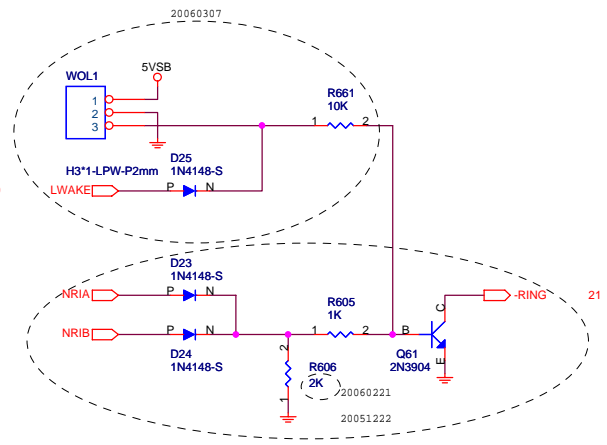 20060307
5VSB
WOL1
1
2
3
R661
10K
1 2
D25
1N4148-S
H3*1-LPW-P2mm
LWAKE P N
D23
1N4148-S
NRIA P N
R605
1K
C -RING 21
NRIB P N 1 2 B
D24
1N4148-S
2
R606
2K
1
Q61
2N3904
E
20060221
20051222